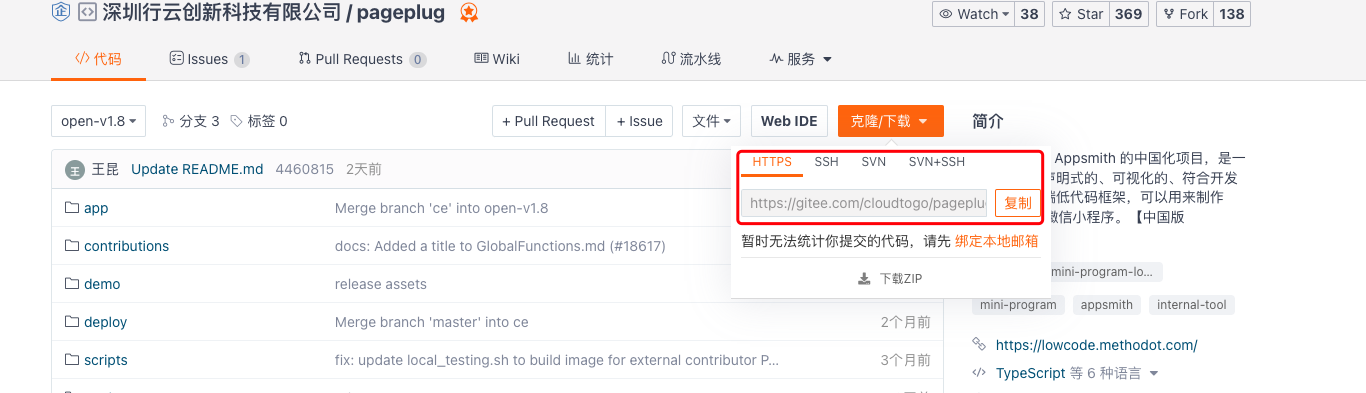 深圳行云创新科技有限公司 / pageplug
Watch 38 Star 369 Fork 138
代码 Issues 1 Pull Requests 0 Wiki 统计 流水线 服务
open-v1.8 分支 3 标签 0 + Pull Request + Issue 文件 Web IDE 克隆/下载 简介
王 王昆 Update README.md 4460815 2天前
HTTPS SSH SVN SVN+SSH
Appsmith 的中国化项目，是一
声明式的、可视化的、符合开发
端低代码框架，可以用来制作
微信小程序。【中国版
app Merge branch 'ce' into open-v1.8
https://gitee.com/cloudtogo/pageplug 复制
contributions docs: Added a title to GlobalFunctions.md (#18617)
暂时无法统计你提交的代码，请先 绑定本地邮箱
demo release assets
下载ZIP
mini-program-lo...
mini-program appsmith internal-tool
deploy Merge branch 'master' into ce 2个月前
scripts fix: update local_testing.sh to build image for external contributor P... 3个月前
https://lowcode.methodot.com/
TypeScript 等 6 种语言